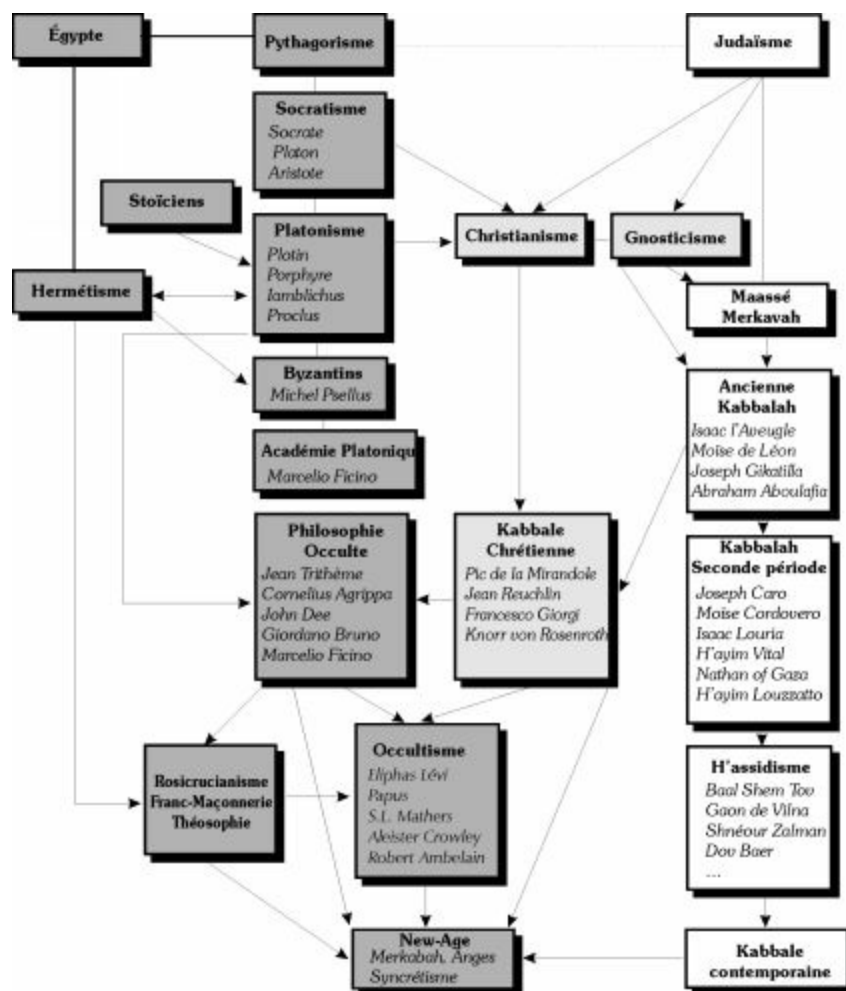 Égypte
Pythagorisme
Judaïsme
Socratisme
Socrate
Platon
Aristote
Stoïciens
Platonisme
Plotin
Porphyre
Iamblichus
Proclus
Christianisme
Gnosticisme
Hermétisme
Maassé
Merkavah
Byzantins
Michel Psellus
Ancienne
Kabbalah
Isaac l'Aveugle
Moïse de Léon
Joseph Gikatilla
Abraham Aboulafia
Académie Platoniqu
Marcelio Ficino
Philosophie
Occulte
Jean Trithème
Cornelius Agrippa
John Dee
Giordano Bruno
Marcelio Ficino
Kabbale
Chrétienne
Pic de la Mirandole
Jean Reuchlin
Francesco Giorgi
Knorr von Rosenroth
Kabbalah
Seconde période
Joseph Caro
Moïse Cordovero
Isaac Louria
H'ayim Vital
Nathan of Gaza
H'ayim Louzzatto
Rosicrucianisme
Franc-Maçonnerie
Théosophie
Occultisme
Eliphas Lévi
Papus
S.L. Mathers
Aleister Crowley
Robert Ambelain
H'assidisme
Baal Shem Tov
Gaon de Vilna
Shnéour Zalman
Dov Baer
...
New-Age
Merkabah, Anges
Syncrétisme
Kabbale
contemporaine